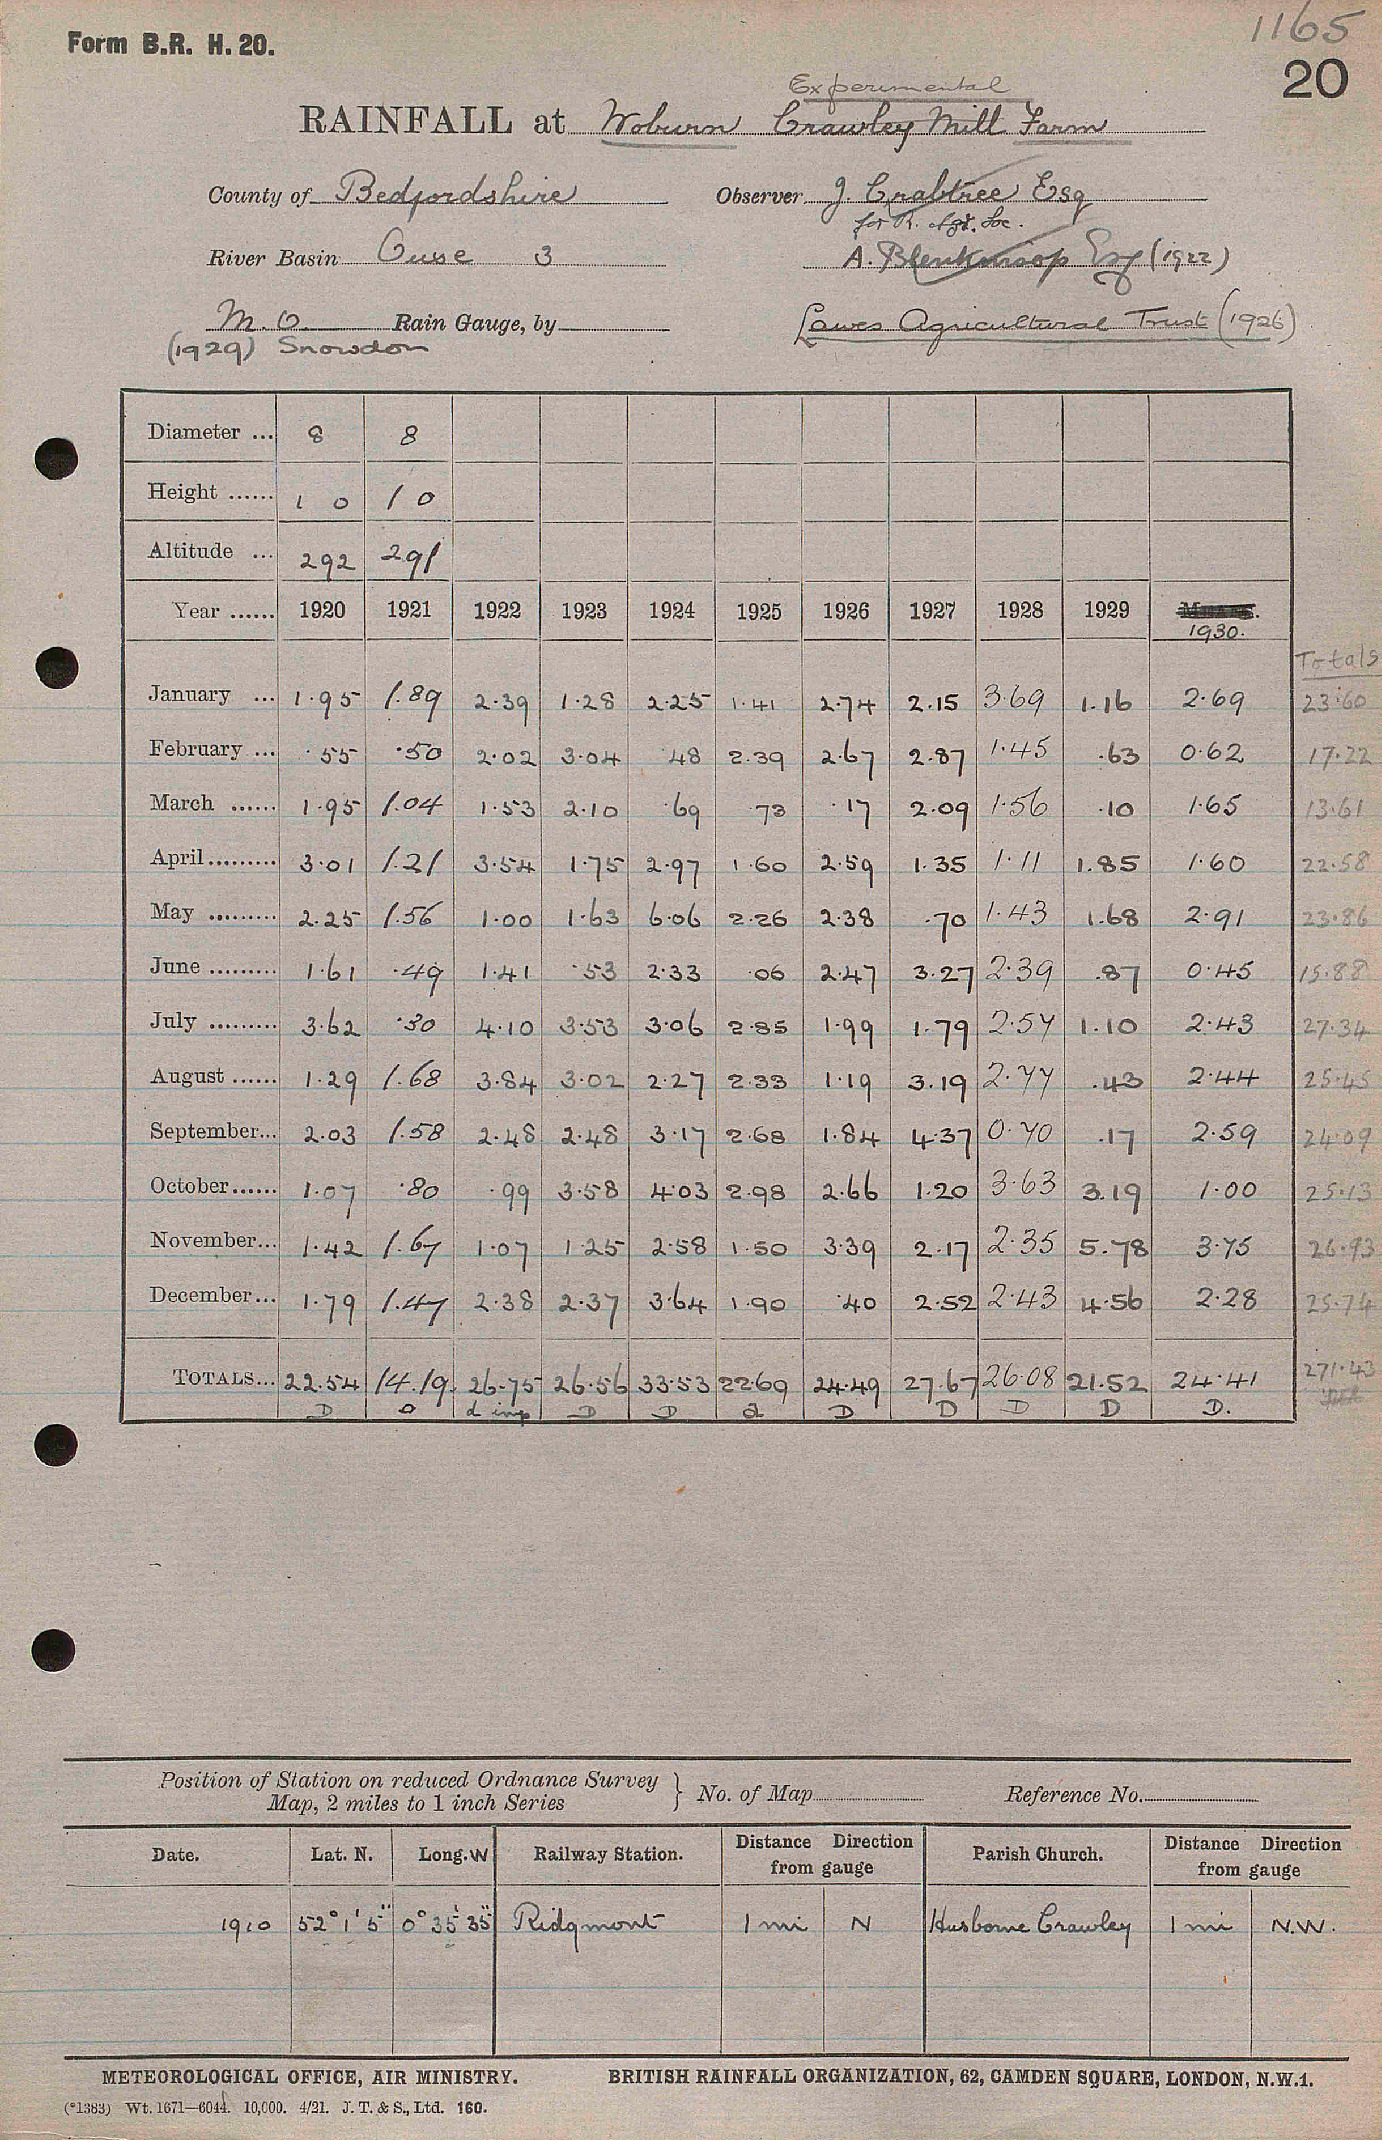 1165
Form B.R. H. 20.
20
Experimental
RAINFALL at Woburn Crawley Mill Farm
County of Bedfordshire Observer J. Crabtree Esq
for R. Agr. Soc.
River Basin Ouse 3 A. Blenkinsop Esq (1922)
M.O. Rain Gauge, by Lawes Agricultural Trust (1926)
(1929) Snowdon
Diameter ... 8 8
Height ...... 1 0 1 0
Altitude ... 292 291
Year ...... 1920 1921 1922 1923 1924 1925 1926 1927 1928 1929 1930.
Totals
January ... 1.95 1.89 2.39 1.28 2.25 1.41 2.74 2.15 3.69 1.16 2.69 23.60
February ... .55 .50 2.02 3.04 .48 2.39 2.67 2.87 1.45 .63 0.62 17.22
March ...... 1.95 1.04 1.53 2.10 .69 .73 .17 2.09 1.56 .10 1.65 13.61
April......... 3.01 1.21 3.54 1.75 2.97 1.60 2.59 1.35 1.11 1.85 1.60 22.58
May ......... 2.25 1.56 1.00 1.63 6.06 2.26 2.38 .70 1.43 1.68 2.91 23.86
June ......... 1.61 .49 1.41 .53 2.33 .06 2.47 3.27 2.39 .87 0.45 15.88
July ......... 3.62 .30 4.10 3.53 3.06 2.85 1.99 1.79 2.57 1.10 2.43 27.34
August ...... 1.29 1.68 3.84 3.02 2.27 2.33 1.19 3.19 2.77 .43 2.44 25.45
September... 2.03 1.58 2.48 2.48 3.17 2.68 1.84 4.37 0.70 .17 2.59 24.09
October...... 1.07 .80 .99 3.58 4.03 2.98 2.66 1.20 3.63 3.19 1.00 25.13
November... 1.42 1.67 1.07 1.25 2.58 1.50 3.39 2.17 2.35 5.78 3.75 26.93
December... 1.79 1.47 2.38 2.37 3.64 1.90 .40 2.52 2.43 4.56 2.28 25.74
TOTALS... 22.54 14.19. 26.75 26.56 33.53 22.69 24.49 27.67 26.08 21.52 24.41 271.43
D o d inp D D d D D D D D.
Position of Station on reduced Ordnance Survey
Map, 2 miles to 1 inch Series } No. of Map Reference No.
Date. Lat. N. Long. W Railway Station. Distance Direction from gauge Parish Church. Distance Direction from gauge
1910 52° 1' 5" 0° 35' 35" Ridgmont 1 mi N Husborne Crawley 1 mi N.W.
METEOROLOGICAL OFFICE, AIR MINISTRY. BRITISH RAINFALL ORGANIZATION, 62, CAMDEN SQUARE, LONDON, N.W.1.
(*1383) Wt. 1671—6044. 10,000. 4/21. J. T. & S., Ltd. 160.